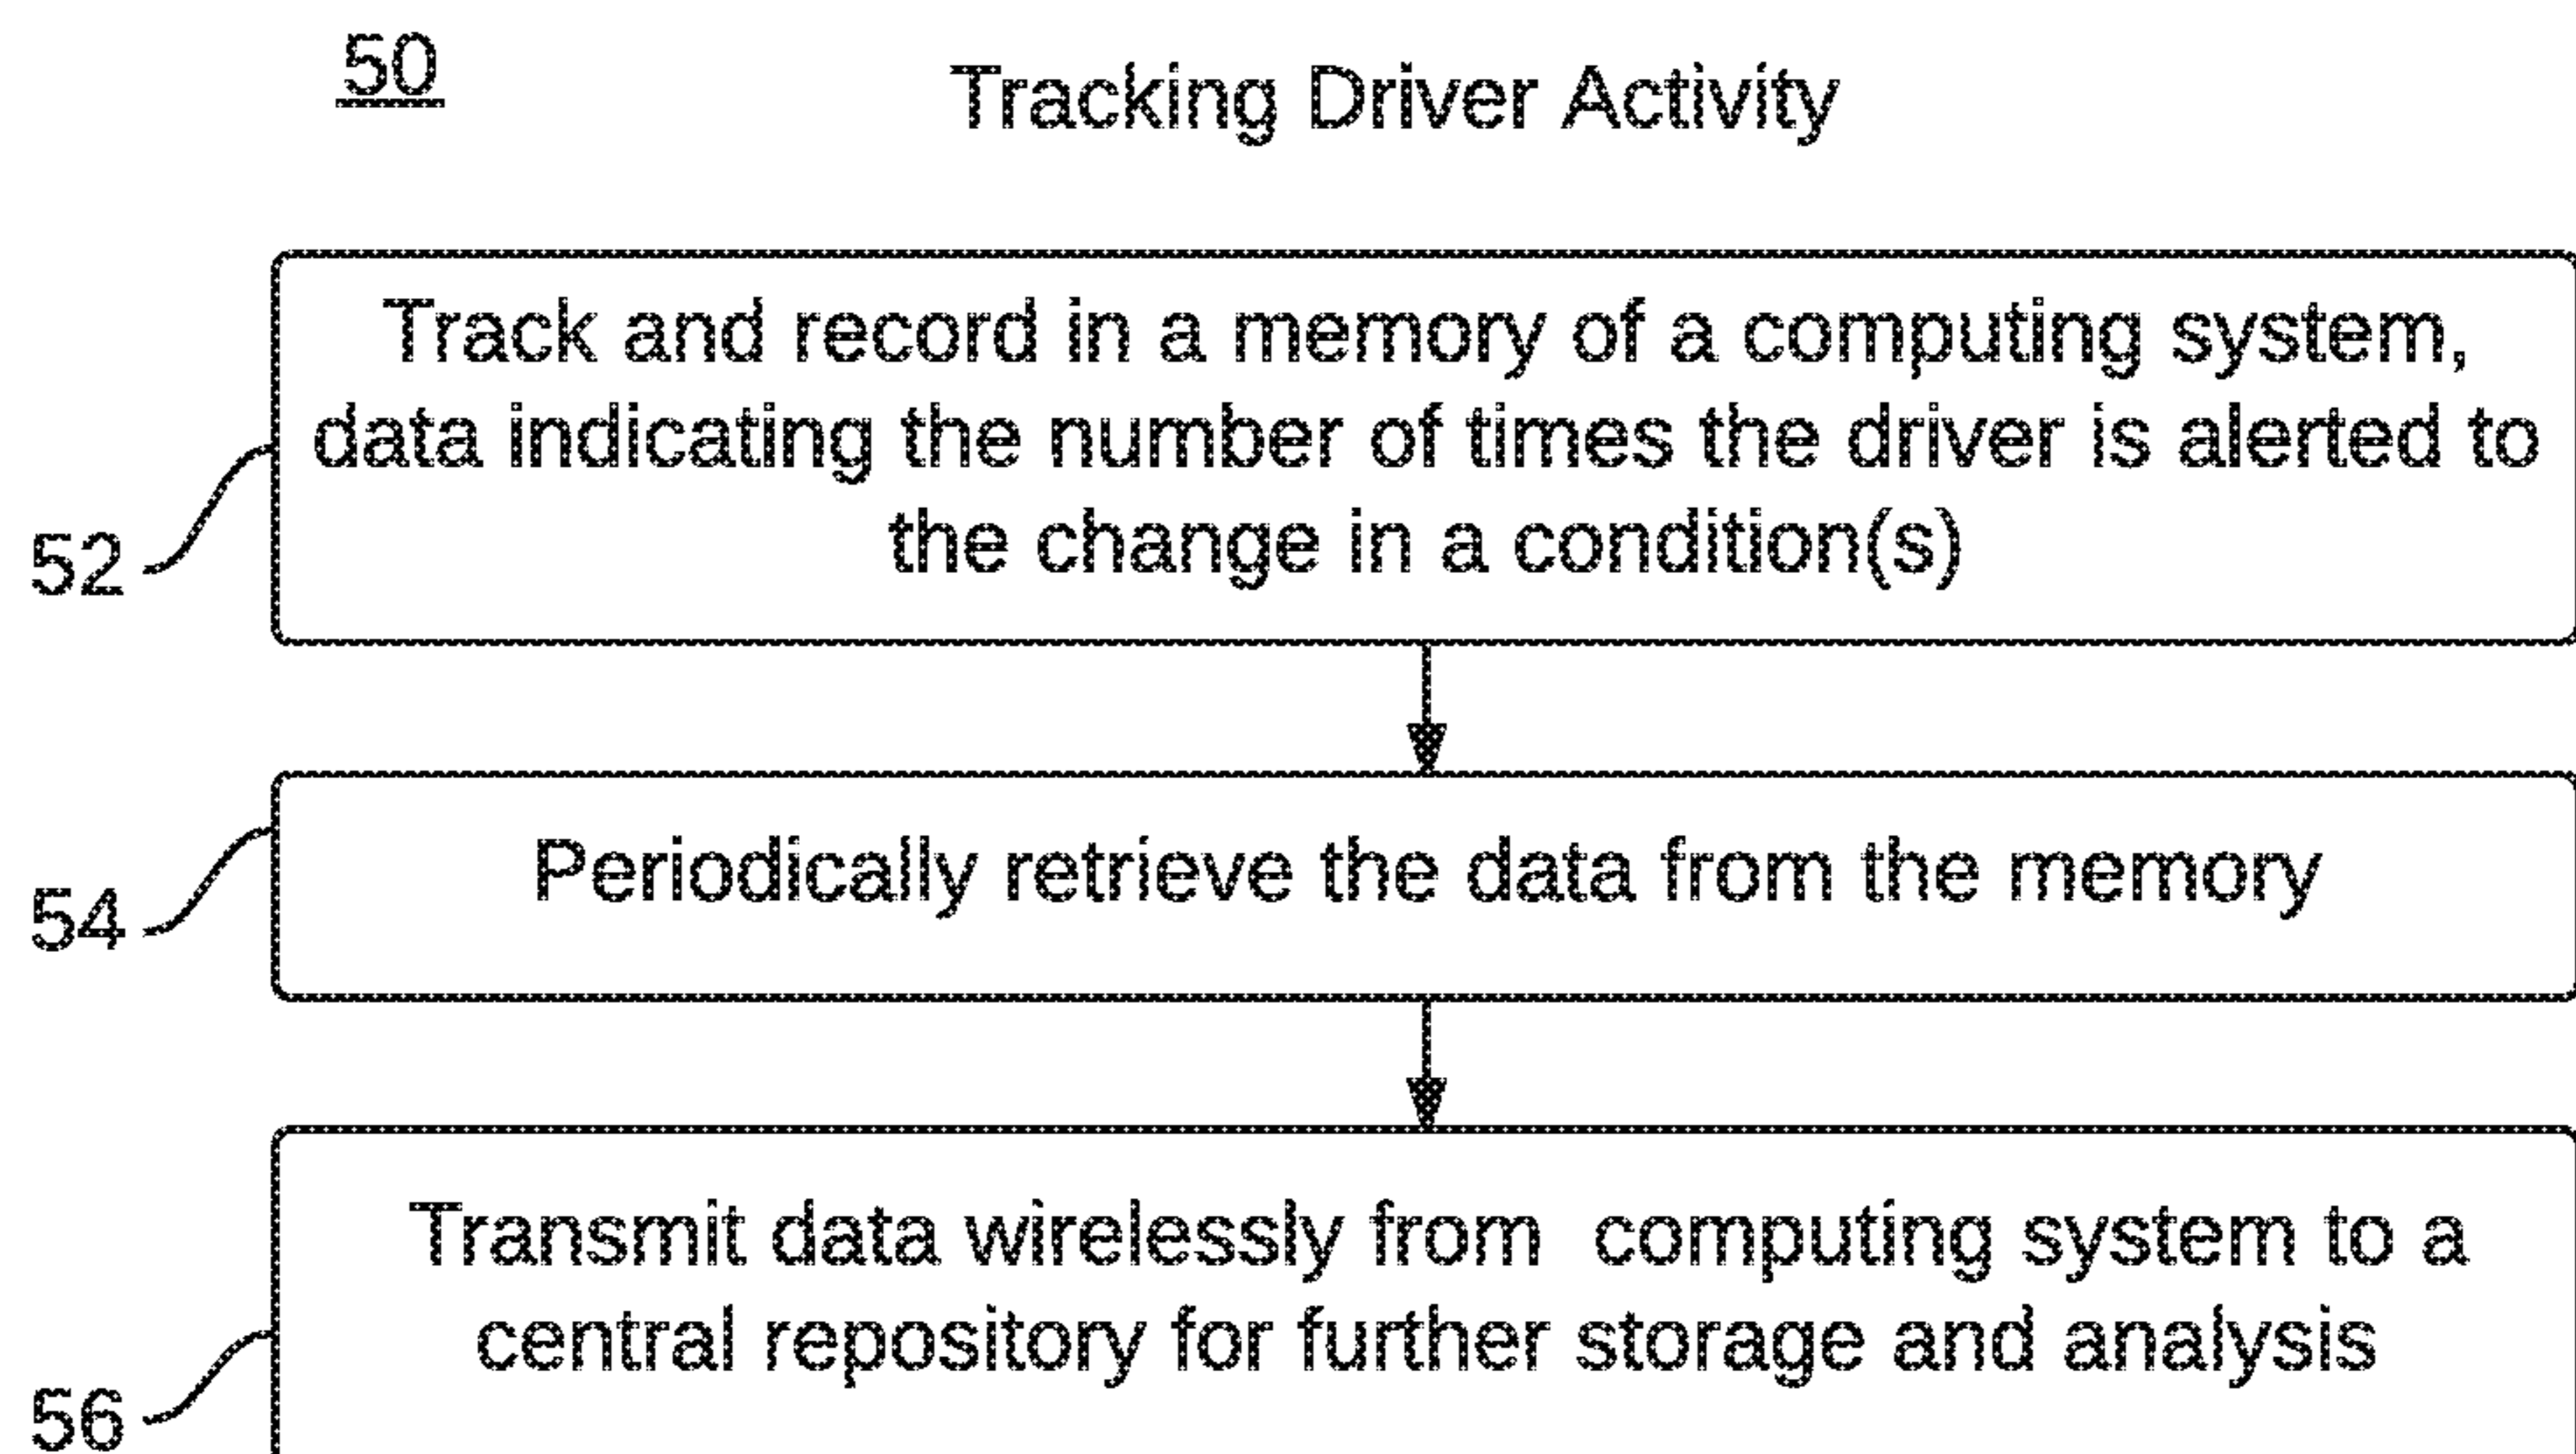 50
Tracking Driver Activity
Track and record in a memory of a computing system,
data indicating the number of times the driver is alerted to
the change in a condition(s)
52
Periodically retrieve the data from the memory
54
Transmit data wirelessly from  computing system to a
central repository for further storage and analysis
56